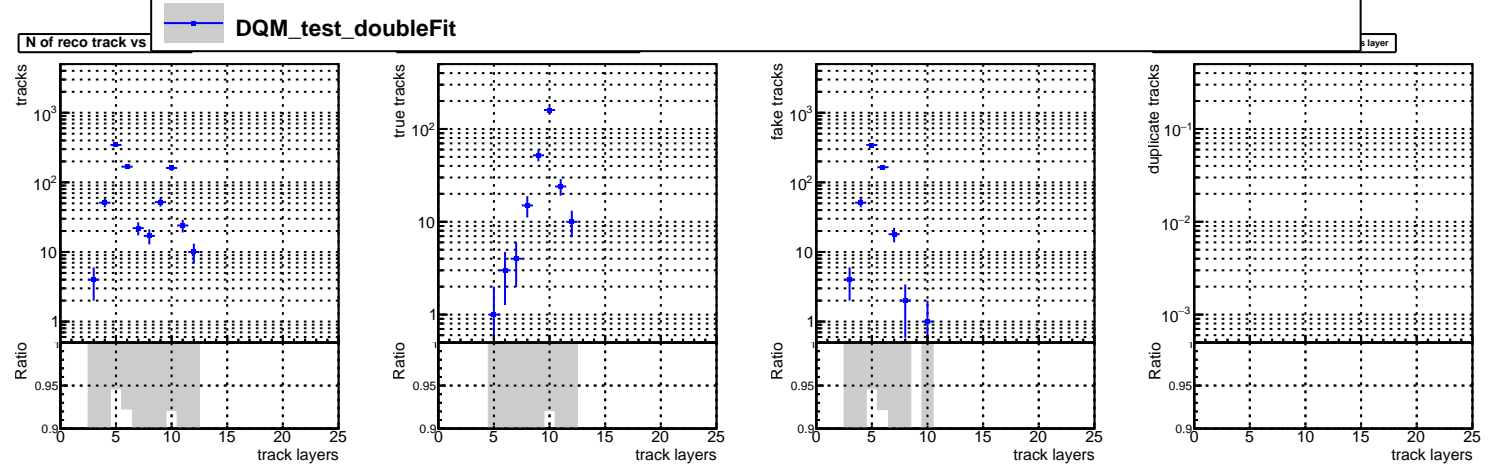 DQM_test_doubleFit
N of reco track vs
s layer
tracks
10³
10²
10
1
Ratio
1
0.95
0.9
0 5 10 15 20 25
track layers
true tracks
10²
10
1
Ratio
1
0.95
0.9
0 5 10 15 20 25
track layers
fake tracks
10³
10²
10
1
Ratio
1
0.95
0.9
0 5 10 15 20 25
track layers
duplicate tracks
10⁻¹
10⁻²
10⁻³
Ratio
1
0.95
0.9
0 5 10 15 20 25
track layers